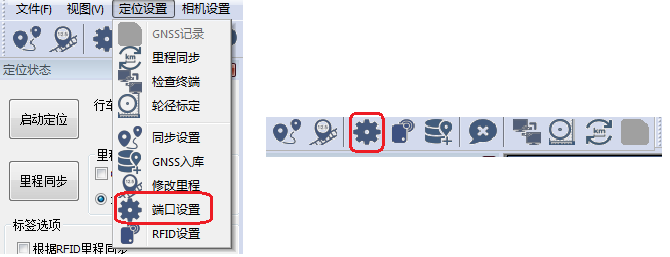 文件(F) 视图(V) 定位设置 相机设置
GNSS记录
定位状态
里程同步
检查终端
启动定位
行车
轮径标定
同步设置
GNSS入库
里程同步
修改里程
端口设置
标签选项
RFID设置
根据RFID里程同步